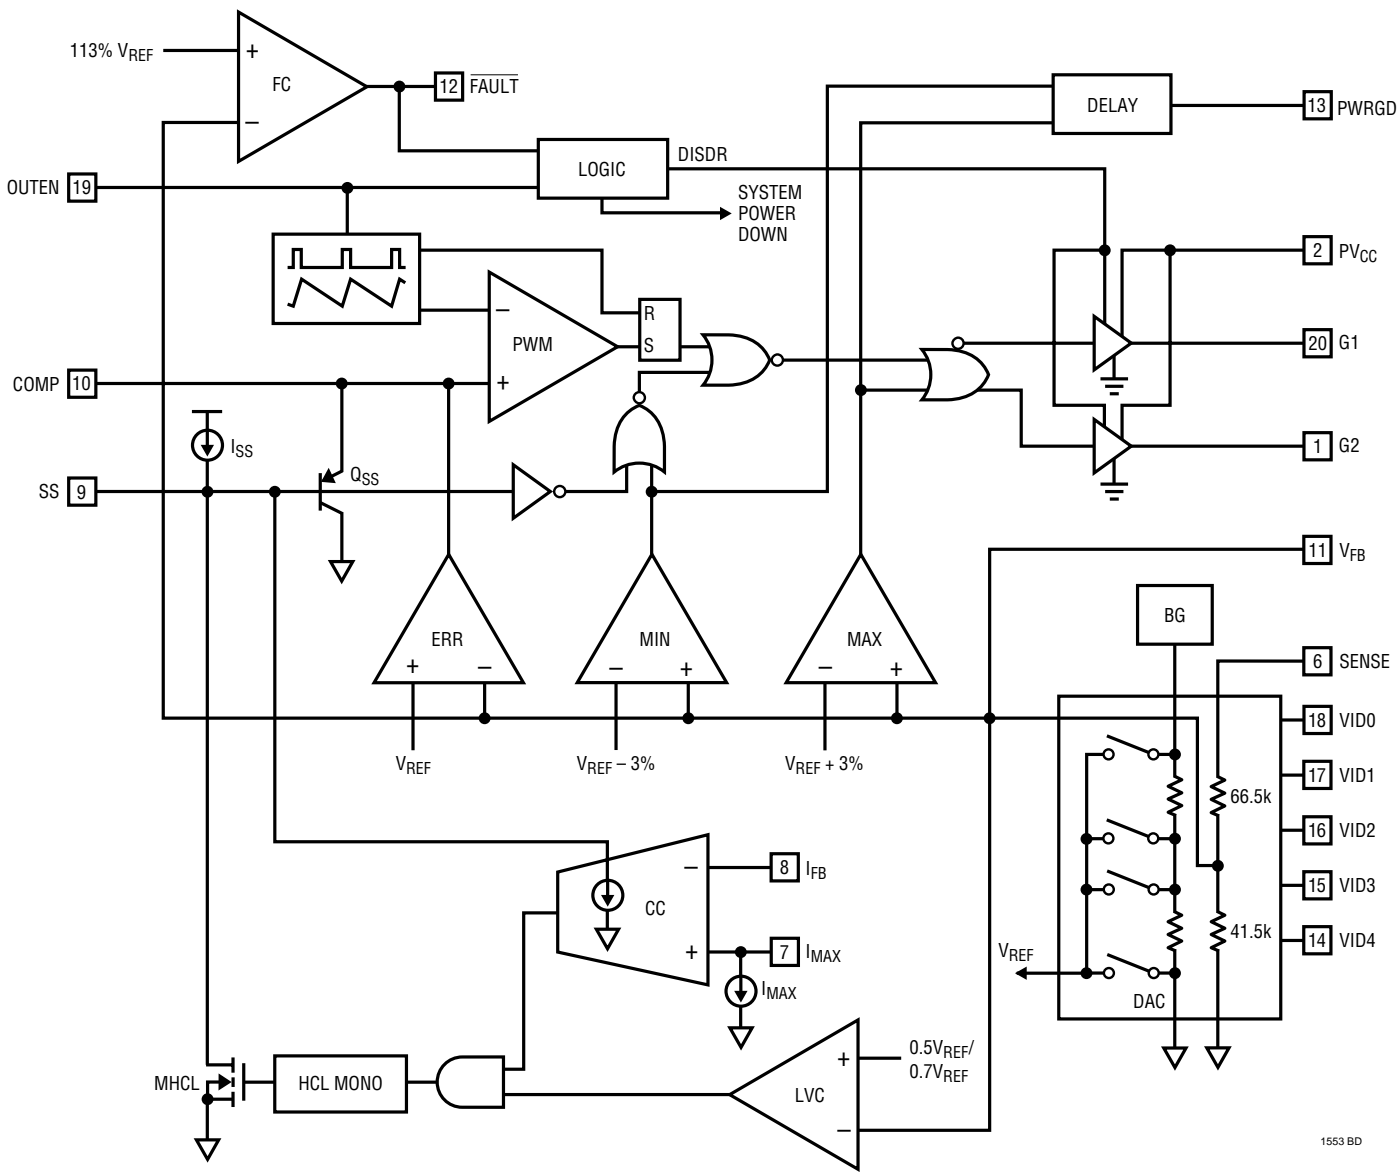 113% VREF
+
FC
−
12 FAULT
DELAY
13 PWRGD
OUTEN 19
LOGIC
DISDR
SYSTEM
POWER
DOWN
2 PVCC
−
PWM
+
R
S
20 G1
COMP 10
ISS
1 G2
SS 9
QSS
11 VFB
BG
ERR
+ −
MIN
− +
MAX
− +
6 SENSE
18 VID0
VREF
VREF – 3%
VREF + 3%
17 VID1
66.5k
16 VID2
−
8 IFB
CC
15 VID3
+
7 IMAX
41.5k
14 VID4
IMAX
VREF
DAC
MHCL
HCL MONO
LVC
+
0.5VREF/
0.7VREF
−
1553 BD